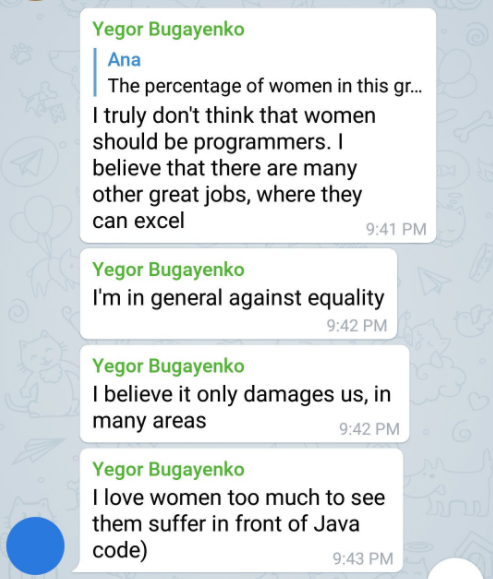 Yegor Bugayenko
Ana
The percentage of women in this gr...
I truly don't think that women
should be programmers. I
believe that there are many
other great jobs, where they
can excel
9:41 PM
Yegor Bugayenko
I'm in general against equality
9:42 PM
Yegor Bugayenko
I believe it only damages us, in
many areas
9:42 PM
Yegor Bugayenko
I love women too much to see
them suffer in front of Java
code)
9:43 PM